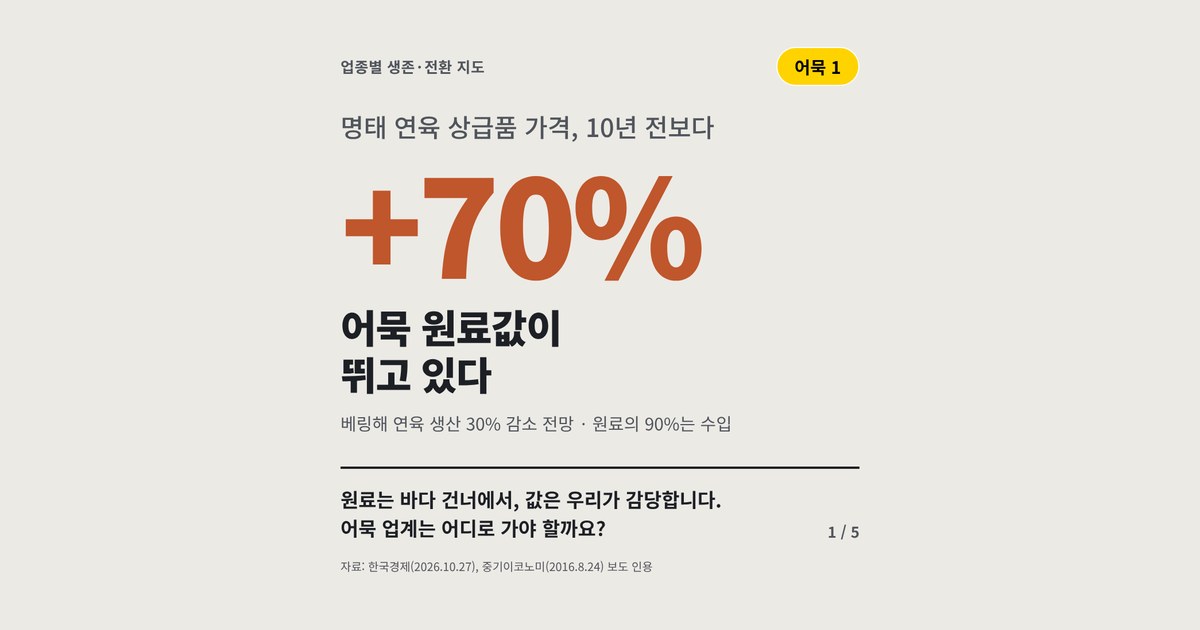 업종별 생존·전환 지도
어묵 1
명태 연육 상급품 가격, 10년 전보다
+70%
어묵 원료값이
뛰고 있다
베링해 연육 생산 30% 감소 전망 · 원료의 90%는 수입
원료는 바다 건너에서, 값은 우리가 감당합니다.
어묵 업계는 어디로 가야 할까요?
1 / 5
자료: 한국경제(2026.10.27), 중기이코노미(2016.8.24) 보도 인용